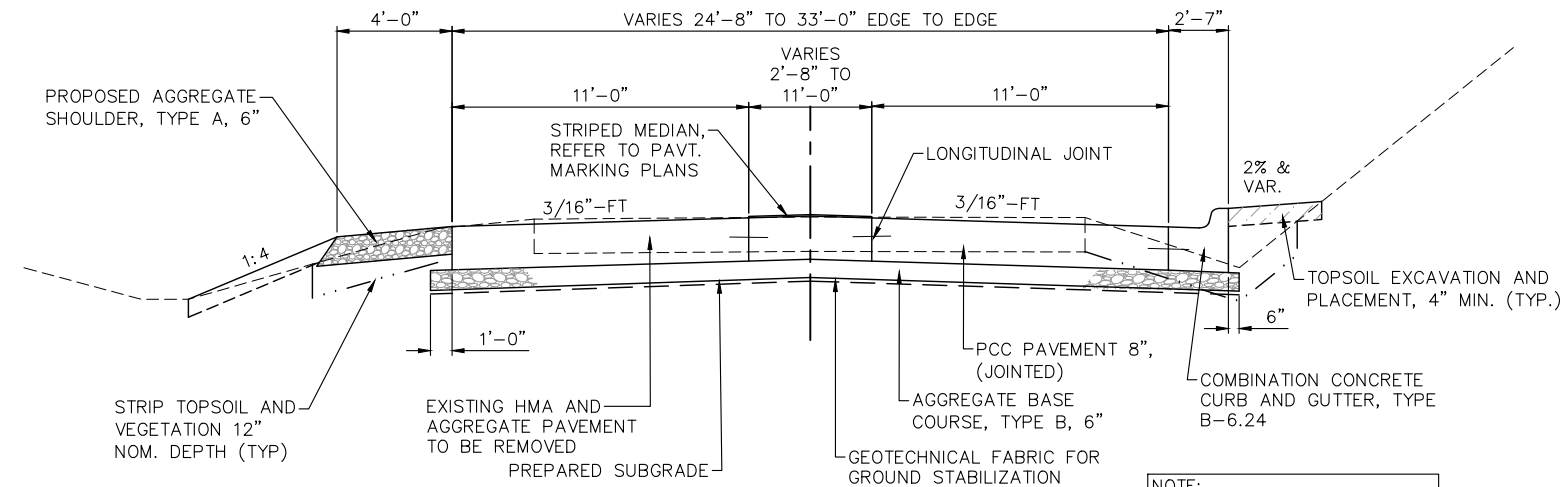 4'-0"
VARIES 24'-8" TO 33'-0" EDGE TO EDGE
2'-7"
VARIES
2'-8" TO
11'-0"
11'-0"
11'-0"
PROPOSED AGGREGATE
SHOULDER, TYPE A, 6"
STRIPED MEDIAN,
REFER TO PAVT.
MARKING PLANS
LONGITUDINAL JOINT
2% &
VAR.
3/16"-FT
3/16"-FT
1:4
TOPSOIL EXCAVATION AND
PLACEMENT, 4" MIN. (TYP.)
6"
1'-0"
PCC PAVEMENT 8",
(JOINTED)
COMBINATION CONCRETE
CURB AND GUTTER, TYPE
B-6.24
STRIP TOPSOIL AND
VEGETATION 12"
NOM. DEPTH (TYP)
EXISTING HMA AND
AGGREGATE PAVEMENT
TO BE REMOVED
AGGREGATE BASE
COURSE, TYPE B, 6"
PREPARED SUBGRADE
GEOTECHNICAL FABRIC FOR
GROUND STABILIZATION
NOTE: